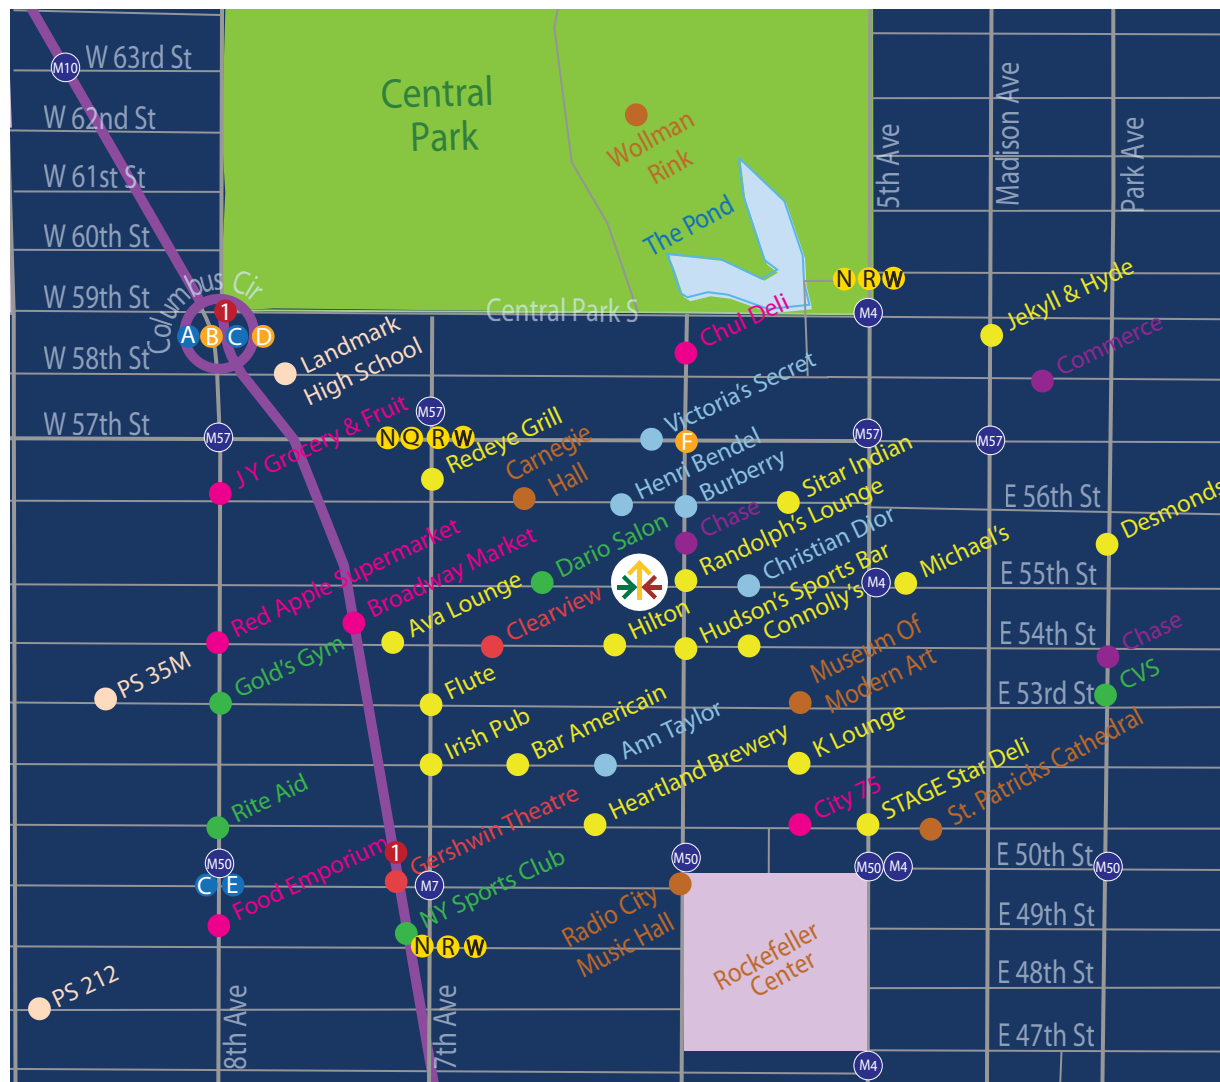 W 63rd St
M10
Central
Park
W 62nd St
Wollman
Rink
Madison Ave
Park Ave
5th Ave
W 61st St
The Pond
W 60th St
Columbus Cir
W 59th St
1
A B C D
Central Park S
N R W
M4
Jekyll & Hyde
Chul Deli
Commerce
Landmark
High School
W 58th St
Victoria's Secret
W 57th St
M57
J Y Grocery & Fruit
M57
N Q R W
Redeye Grill
F
M57
M57
Carnegie
Hall
Henri Bendel
Burberry
Sitar Indian
E 56th St
Desmonds
Chase
Randolph's Lounge
Dario Salon
Christian Dior
M4
Michael's
E 55th St
Red Apple Supermarket
Broadway Market
Ava Lounge
Clearview
Hilton
Hudson's Sports Bar
Connolly's
E 54th St
Chase
PS 35M
Gold's Gym
Flute
Museum Of
Modern Art
E 53rd St
CVS
Irish Pub
Bar Americain
Ann Taylor
K Lounge
Rite Aid
Heartland Brewery
City 75
STAGE Star Deli
St. Patricks Cathedral
1
Gershwin Theatre
M50
C E
M7
M50
M50
M4
E 50th St
M50
Food Emporium
NY Sports Club
N R W
Radio City
Music Hall
Rockefeller
Center
E 49th St
E 48th St
PS 212
8th Ave
7th Ave
E 47th St
M4